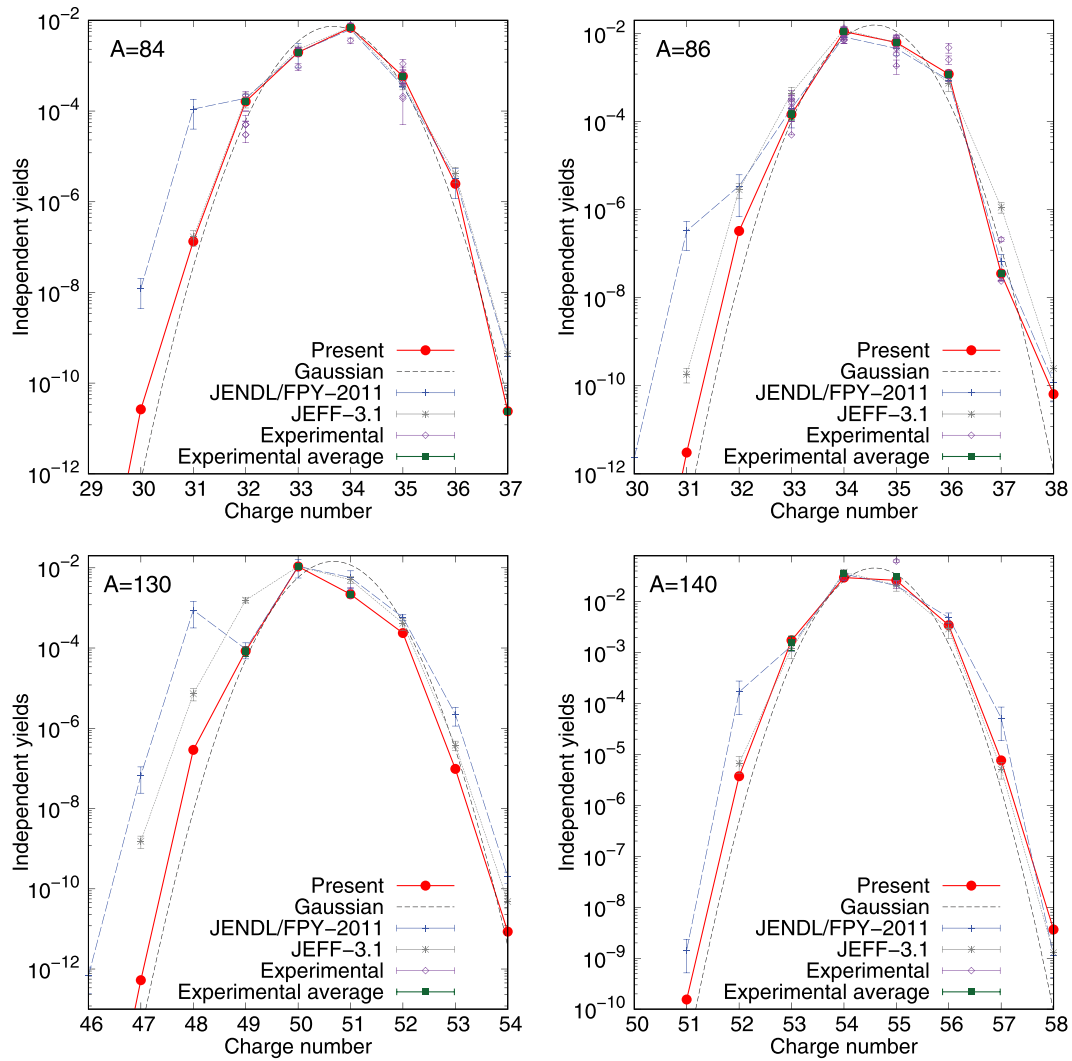 A=84
Independent yields
10⁻²
10⁻⁴
10⁻⁶
10⁻⁸
10⁻¹⁰
10⁻¹²
Present
Gaussian
JENDL/FPY−2011
JEFF−3.1
Experimental
Experimental average
29 30 31 32 33 34 35 36 37
Charge number
A=86
Independent yields
10⁻²
10⁻⁴
10⁻⁶
10⁻⁸
10⁻¹⁰
10⁻¹²
Present
Gaussian
JENDL/FPY−2011
JEFF−3.1
Experimental
Experimental average
30 31 32 33 34 35 36 37 38
Charge number
A=130
Independent yields
10⁻²
10⁻⁴
10⁻⁶
10⁻⁸
10⁻¹⁰
10⁻¹²
Present
Gaussian
JENDL/FPY−2011
JEFF−3.1
Experimental
Experimental average
46 47 48 49 50 51 52 53 54
Charge number
A=140
Independent yields
10⁻²
10⁻³
10⁻⁴
10⁻⁵
10⁻⁶
10⁻⁷
10⁻⁸
10⁻⁹
10⁻¹⁰
Present
Gaussian
JENDL/FPY−2011
JEFF−3.1
Experimental
Experimental average
50 51 52 53 54 55 56 57 58
Charge number